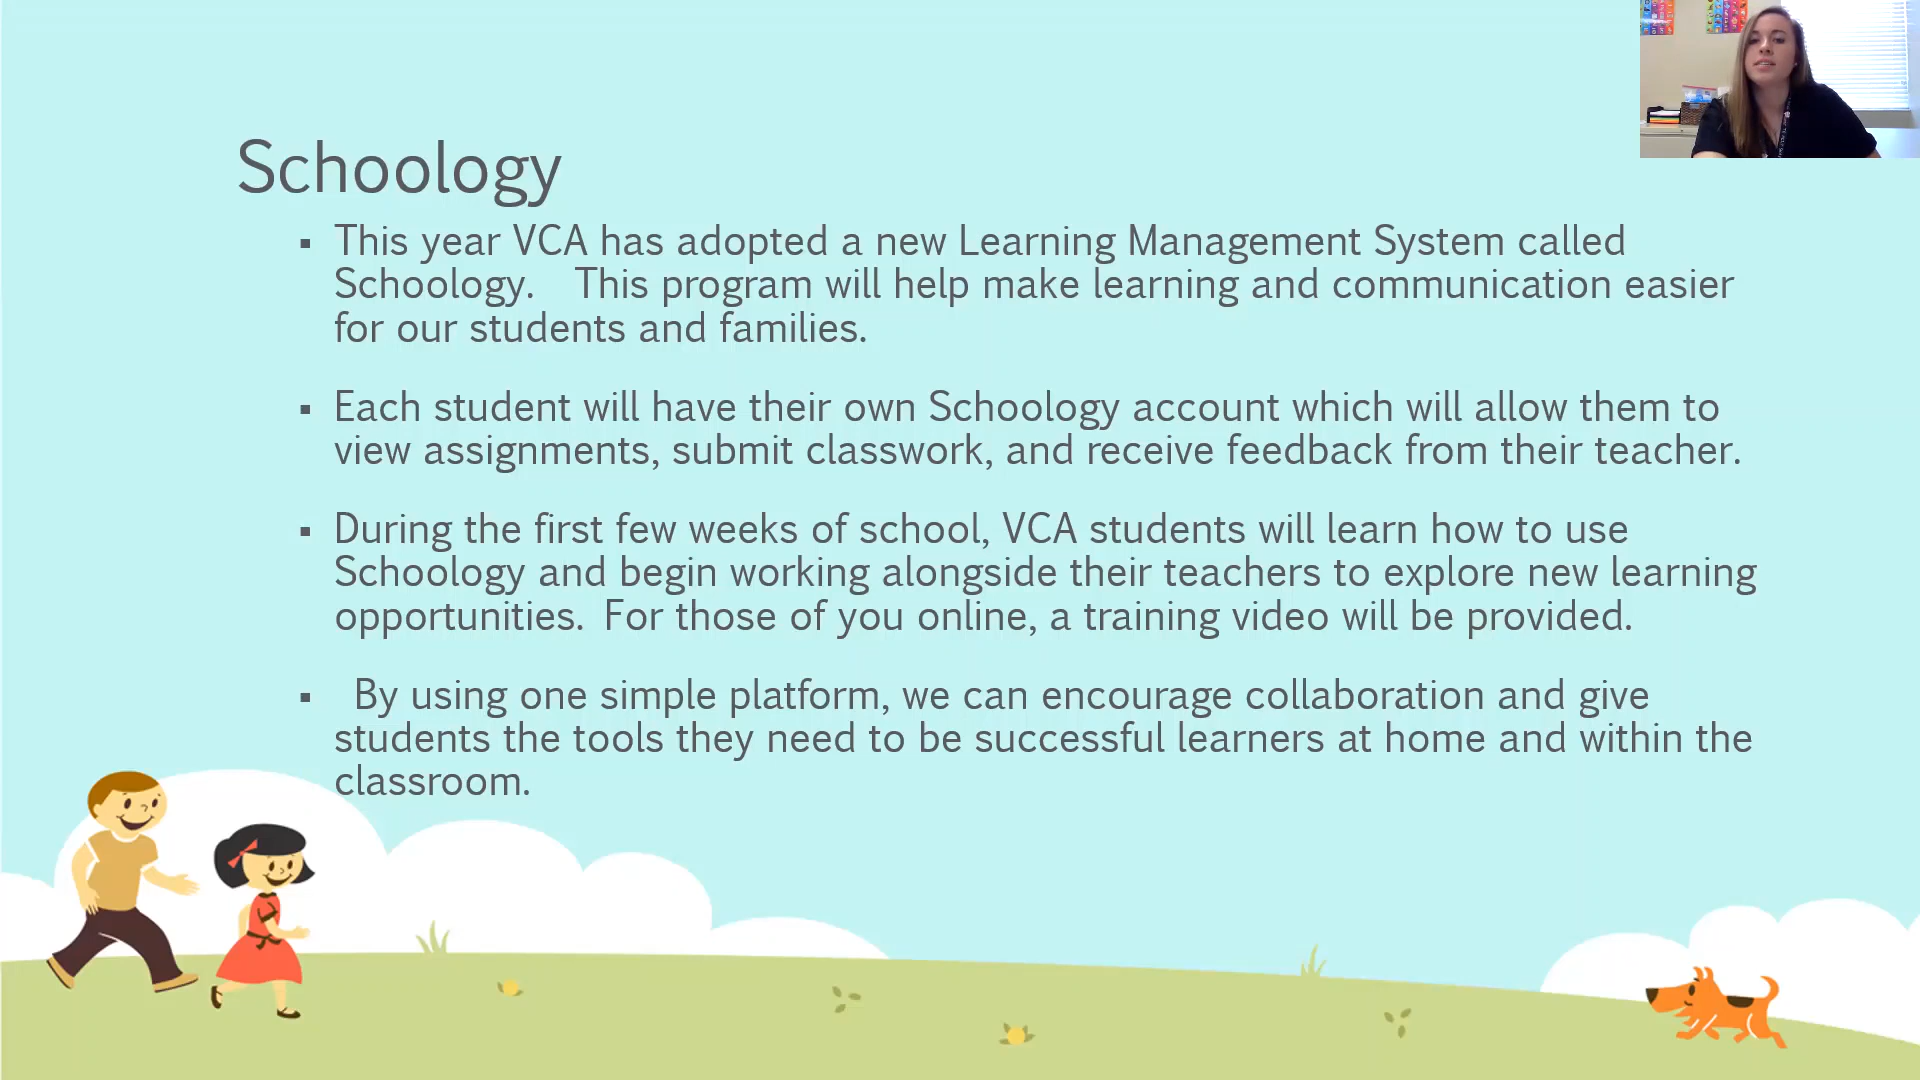 Schoology
▪ This year VCA has adopted a new Learning Management System called
Schoology.    This program will help make learning and communication easier
for our students and families.
▪ Each student will have their own Schoology account which will allow them to
view assignments, submit classwork, and receive feedback from their teacher.
▪ During the first few weeks of school, VCA students will learn how to use
Schoology and begin working alongside their teachers to explore new learning
opportunities.  For those of you online, a training video will be provided.
▪  By using one simple platform, we can encourage collaboration and give
students the tools they need to be successful learners at home and within the
classroom.